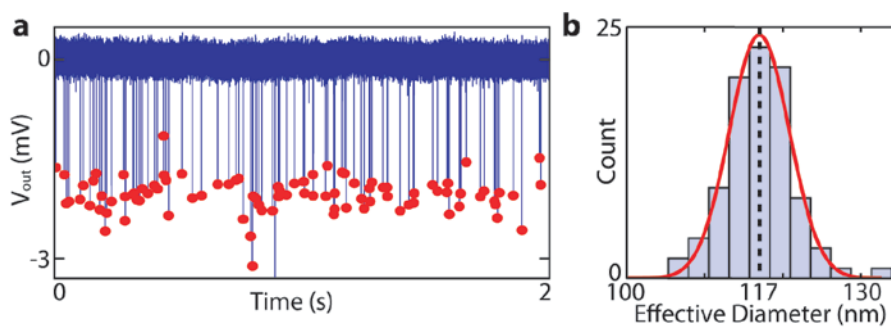 a
V_out (mV)
0
-3
0
Time (s)
2
b
Count
25
0
100
117
130
Effective Diameter (nm)